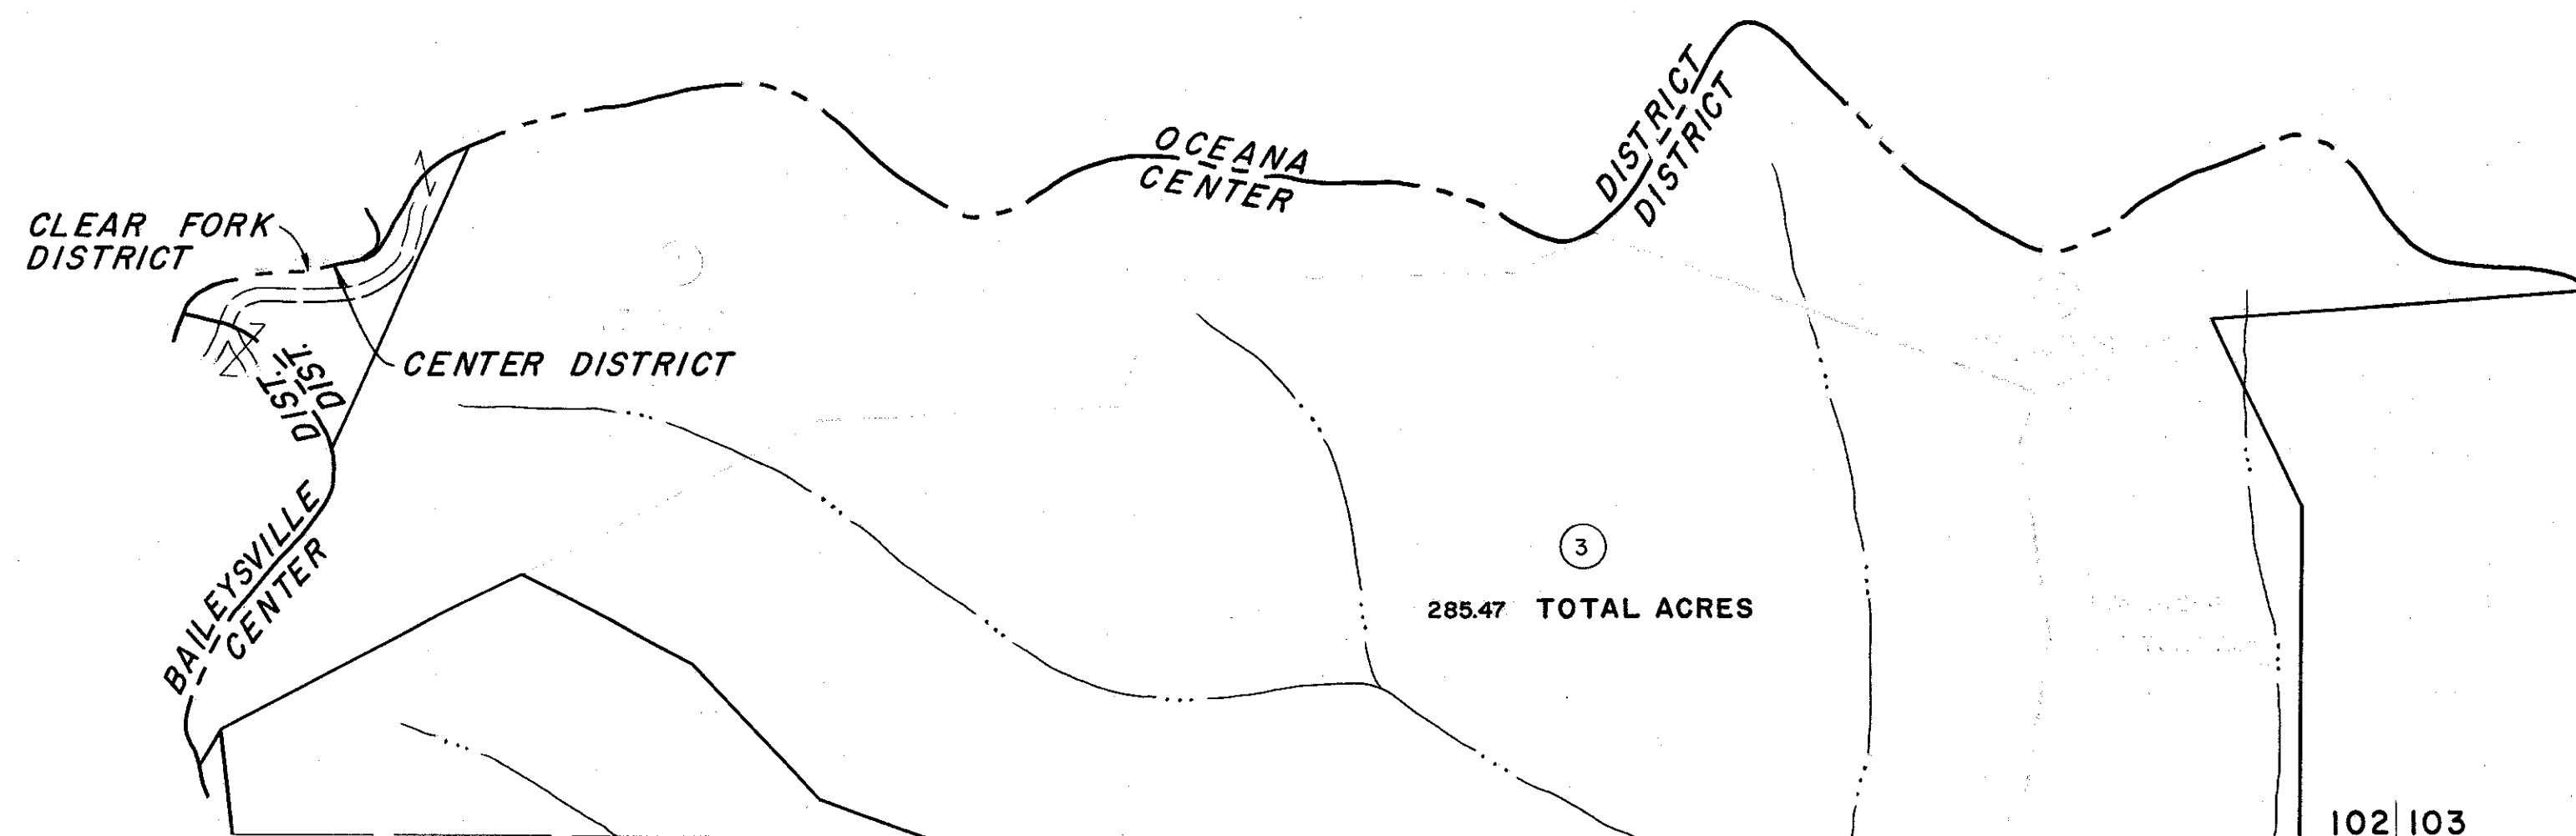 OCEANA DISTRICT
CENTER DISTRICT
CLEAR FORK
DISTRICT
CENTER DISTRICT
BAILEYSVILLE DIST.
CENTER DIST.
3
285.47 TOTAL ACRES
102|103